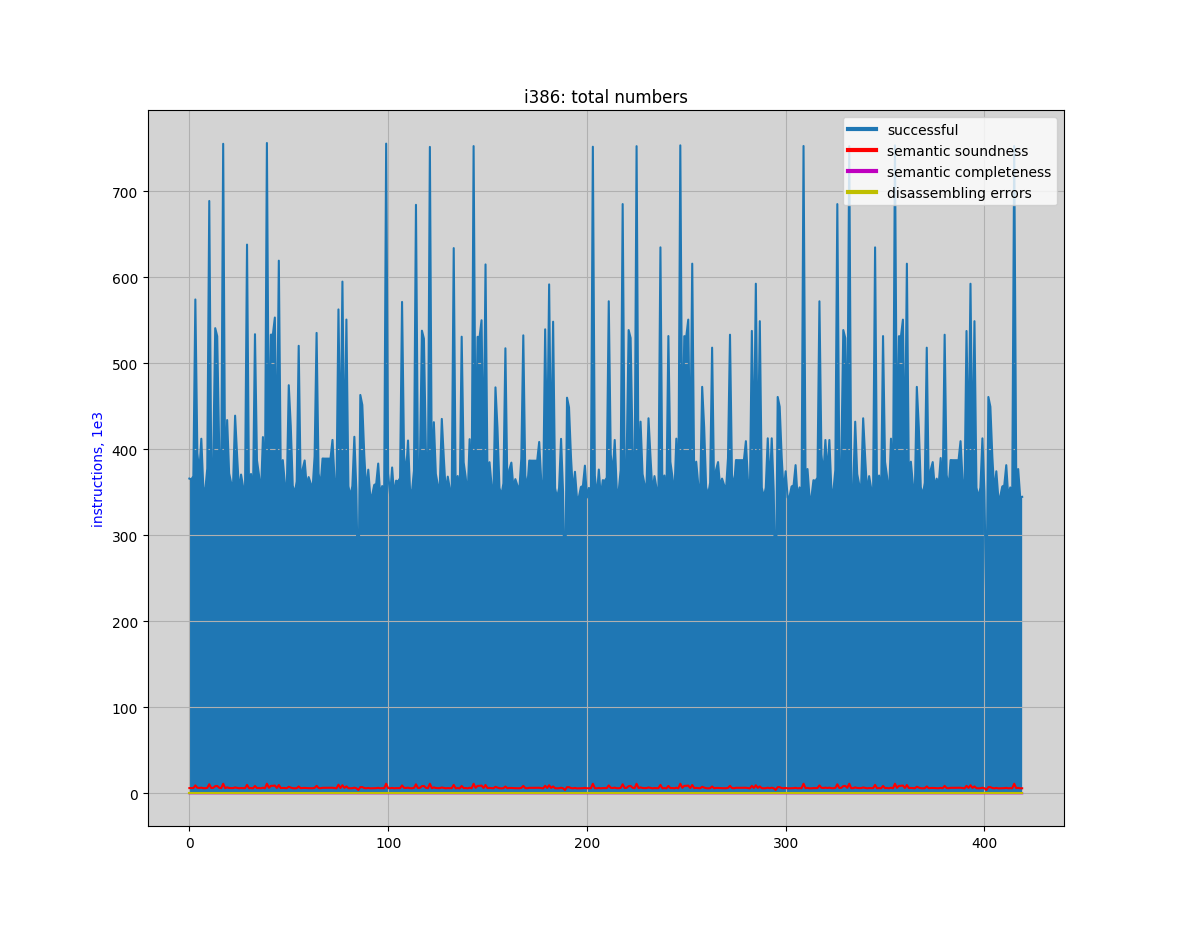 i386: total numbers
successful
semantic soundness
semantic completeness
disassembling errors
instructions, 1e3
700
600
500
400
300
200
100
0
0 100 200 300 400